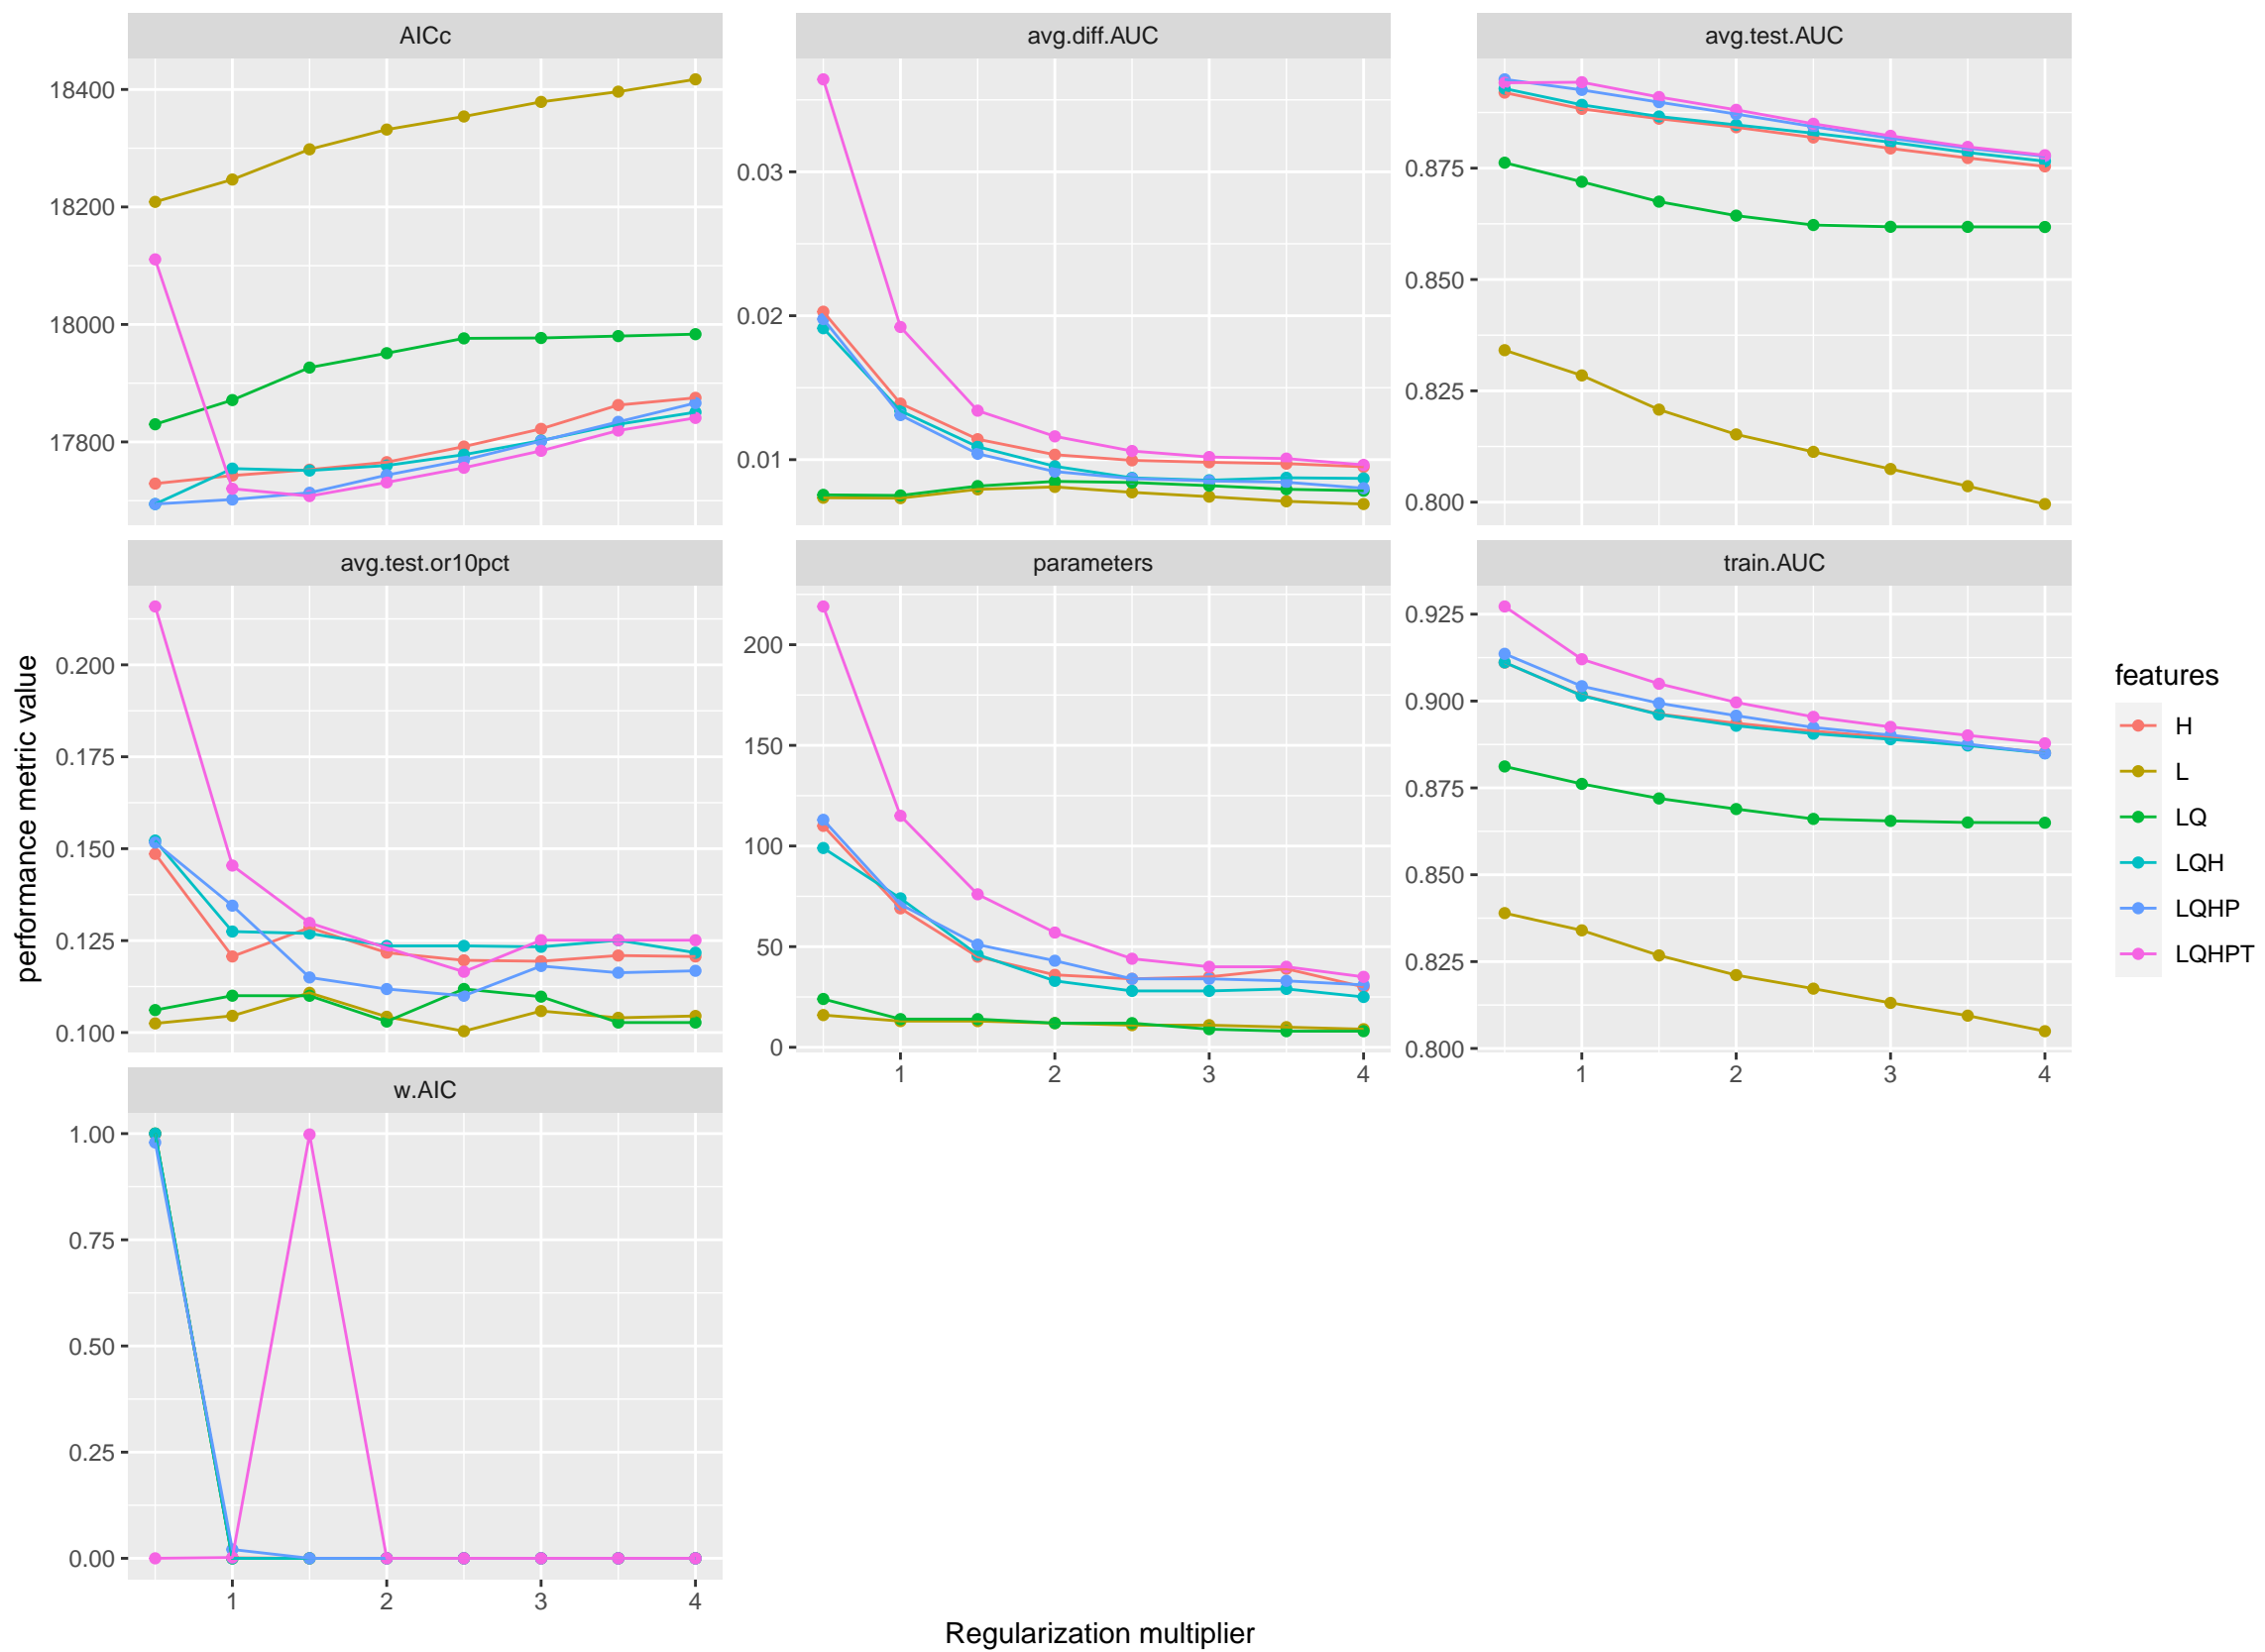 AICc
avg.diff.AUC
avg.test.AUC
18400
18200
18000
17800
0.03
0.02
0.01
0.875
0.850
0.825
0.800
avg.test.or10pct
parameters
train.AUC
0.200
0.175
0.150
0.125
0.100
200
150
100
50
0
1 2 3 4
0.925
0.900
0.875
0.850
0.825
0.800
1 2 3 4
w.AIC
1.00
0.75
0.50
0.25
0.00
1 2 3 4
performance metric value
Regularization multiplier
features
H
L
LQ
LQH
LQHP
LQHPT